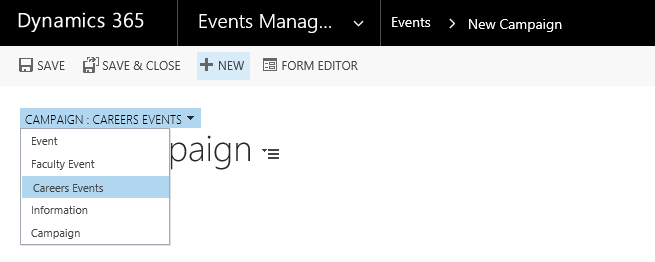 Dynamics 365 Events Manag... Events > New Campaign
SAVE SAVE & CLOSE + NEW FORM EDITOR
CAMPAIGN : CAREERS EVENTS
paign
Event
Faculty Event
Careers Events
Information
Campaign